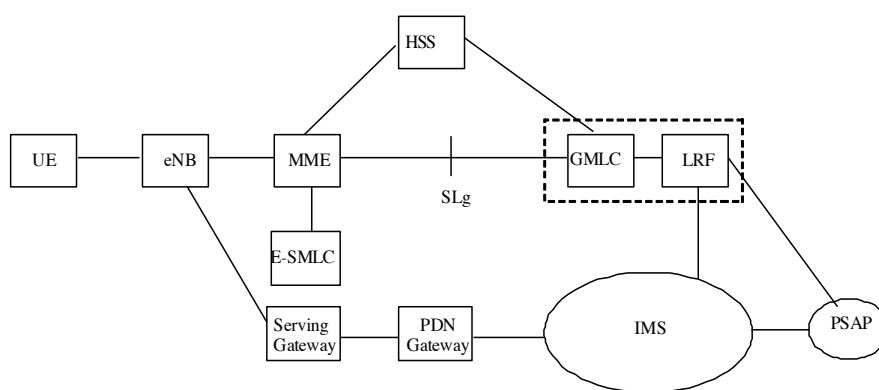 HSS
UE
eNB
MME
GMLC
LRF
SLg
E-SMLC
Serving
Gateway
PDN
Gateway
IMS
PSAP